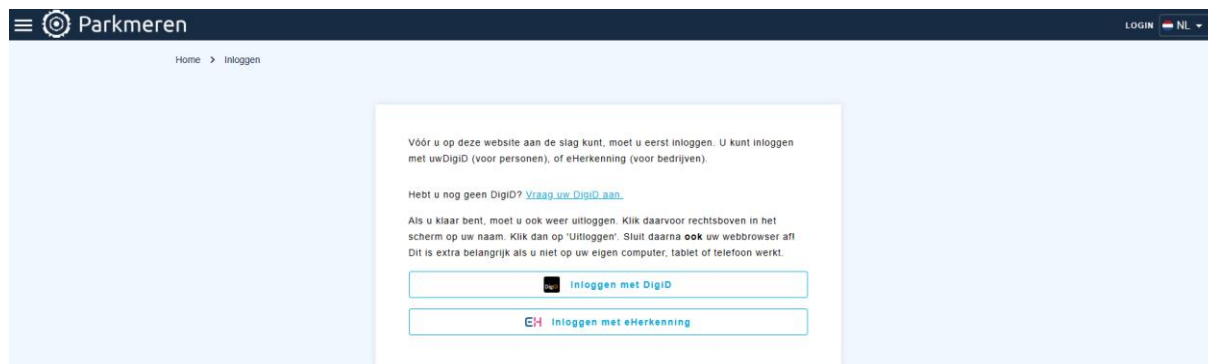 Parkmeren
LOGIN NL
Home > Inloggen
Vóór u op deze website aan de slag kunt, moet u eerst inloggen. U kunt inloggen
met uwDigiD (voor personen), of eHerkenning (voor bedrijven).
Hebt u nog geen DigiD? Vraag uw DigiD aan.
Als u klaar bent, moet u ook weer uitloggen. Klik daarvoor rechtsboven in het
scherm op uw naam. Klik dan op 'Uitloggen'. Sluit daarna ook uw webbrowser af!
Dit is extra belangrijk als u niet op uw eigen computer, tablet of telefoon werkt.
DigiD Inloggen met DigiD
EH Inloggen met eHerkenning